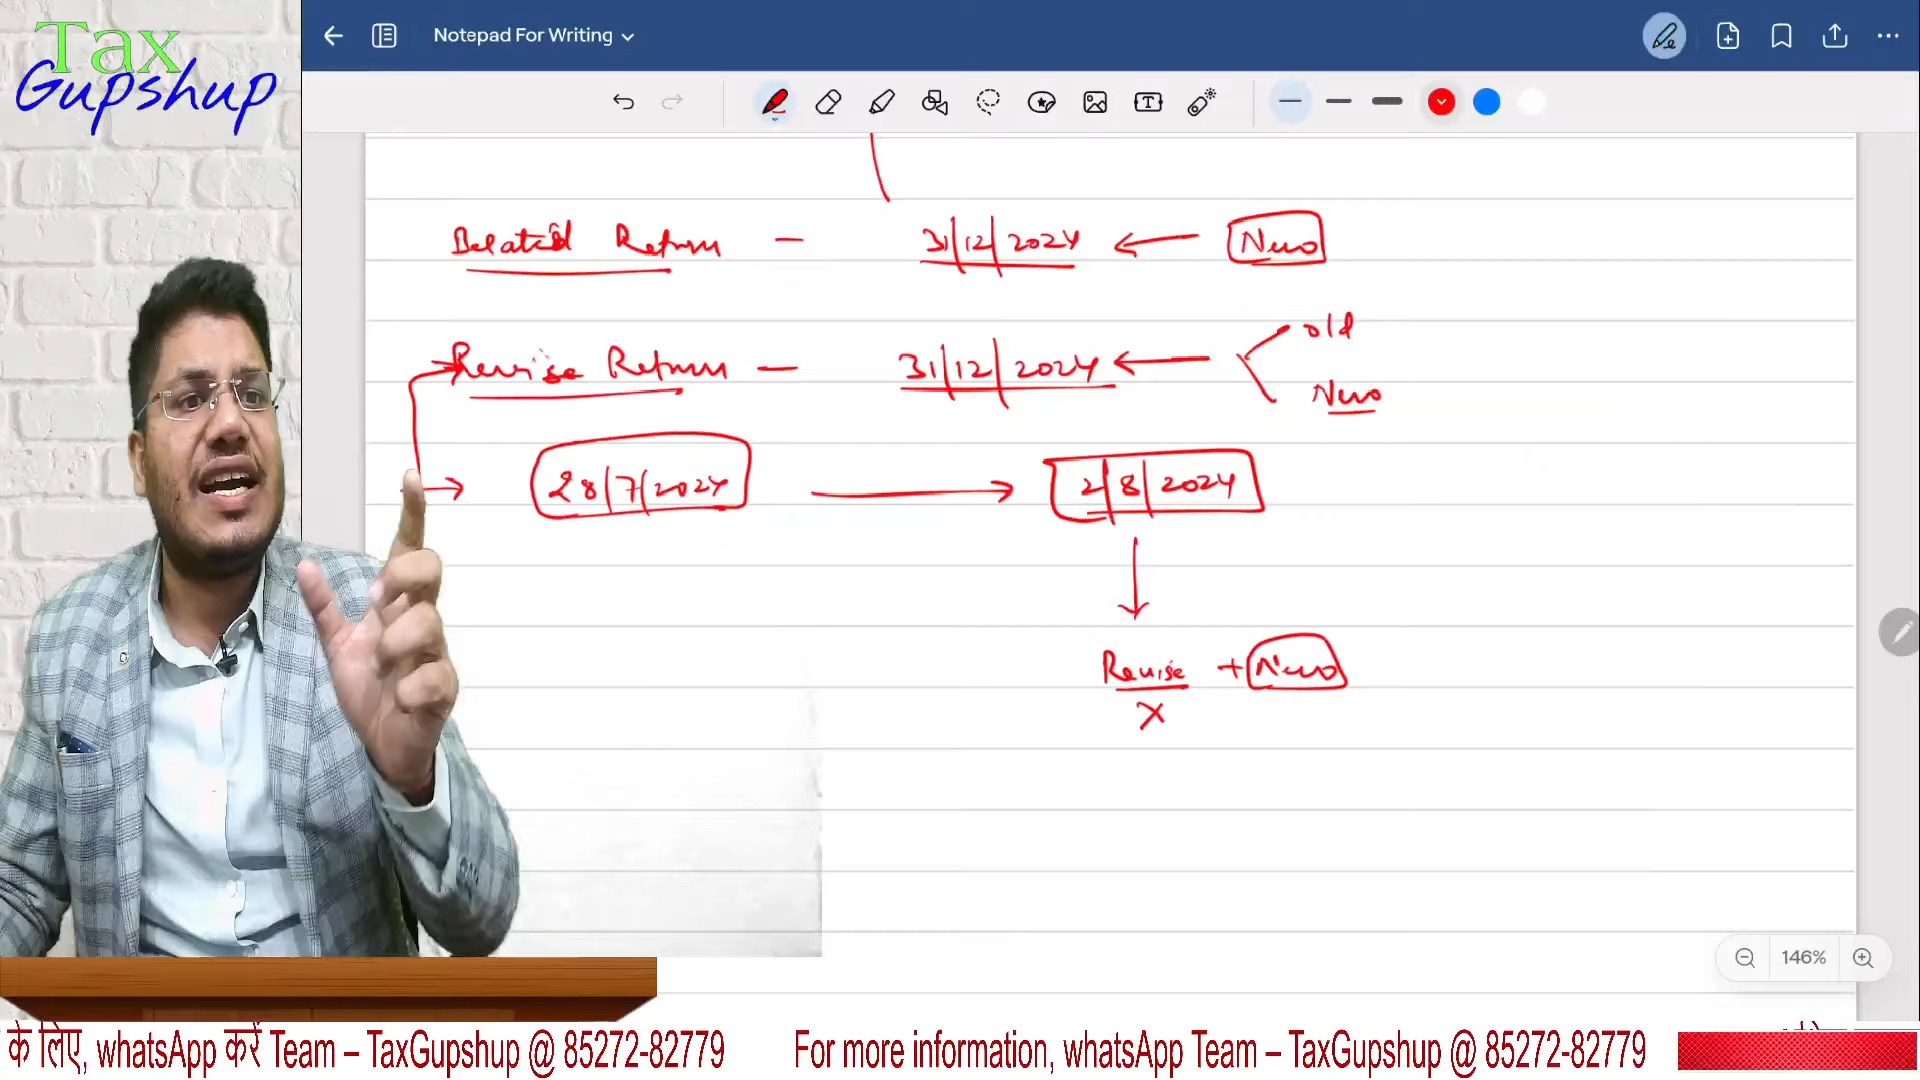 Tax
Gupshup
Notepad For Writing
Belated Return - 31/12/2024 ← New
old
Revise Return - 31/12/2024 ←
New
→ 28/7/2024 → 2/8/2024
Revise + New
X
146%
के लिए, whatsApp करें Team – TaxGupshup @ 85272-82779 For more information, whatsApp Team – TaxGupshup @ 85272-82779